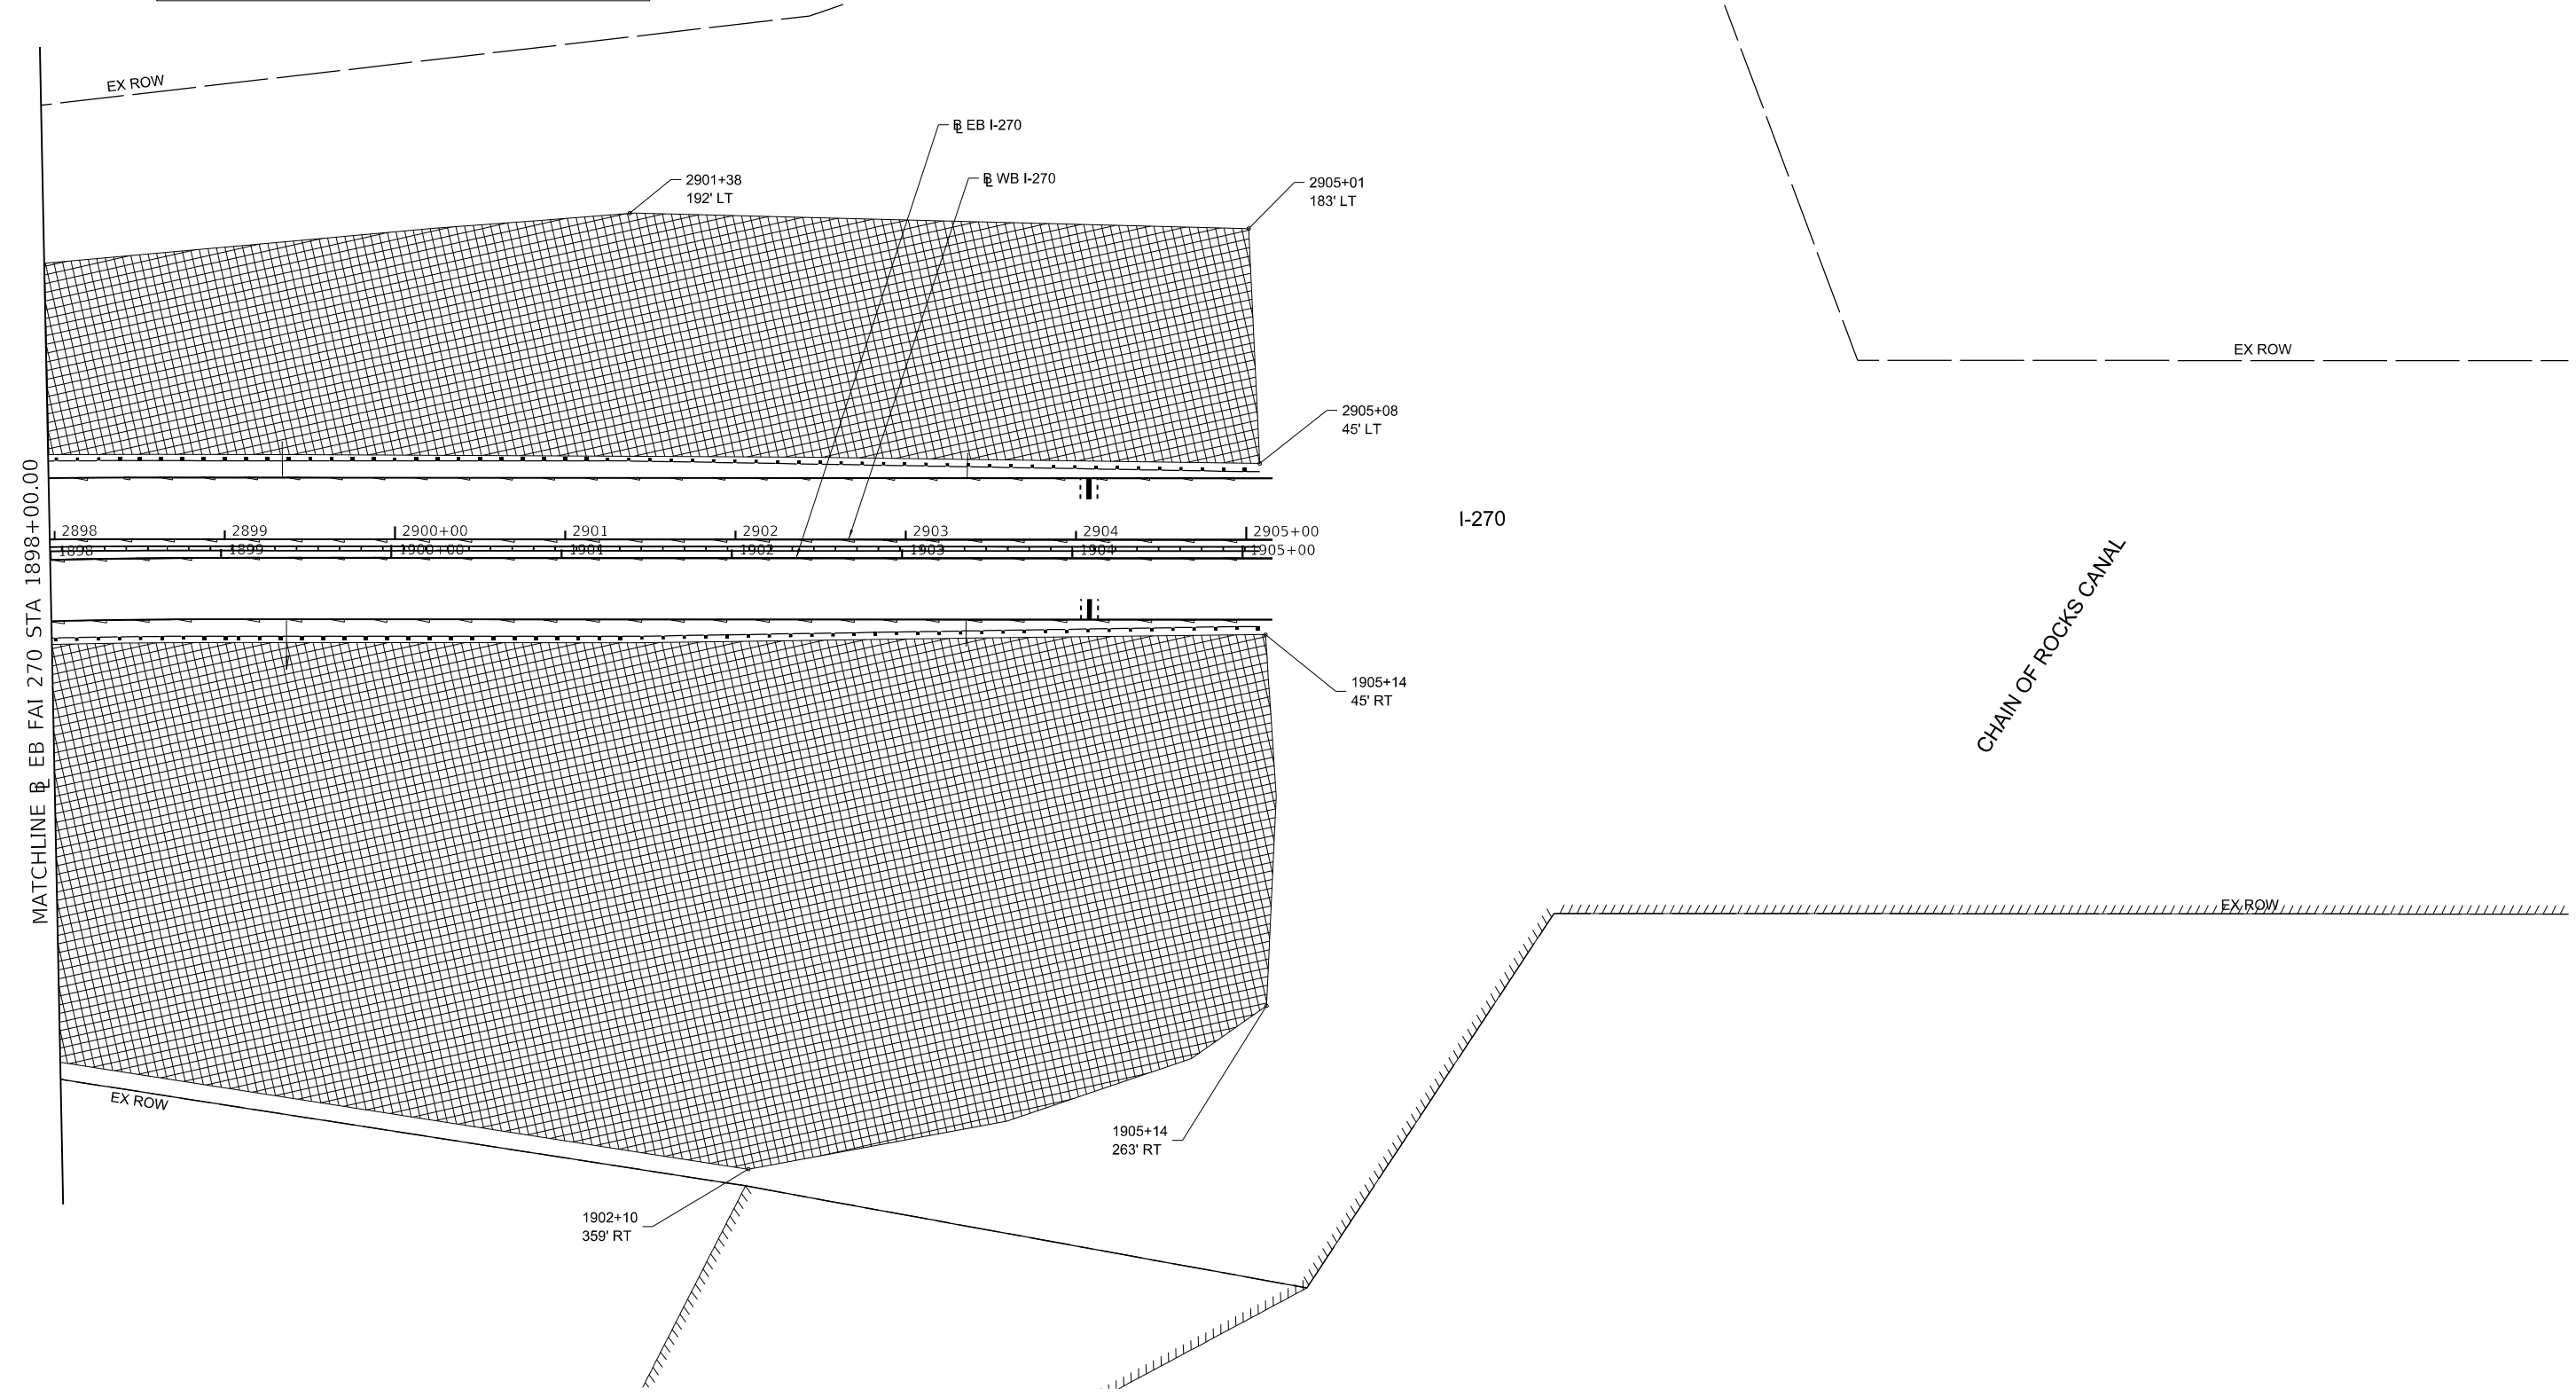 EX ROW
℄ EB I-270
℄ WB I-270
2901+38
192' LT
2905+01
183' LT
EX ROW
2905+08
45' LT
MATCHLINE ℄ EB FAI 270 STA 1898+00.00
I-270
2898 2899 2900+00 2901 2902 2903 2904 2905+00
1898 1899 1900+00 1901 1902 1903 1904 1905+00
CHAIN OF ROCKS CANAL
1905+14
45' RT
EX ROW
EX ROW
1905+14
263' RT
1902+10
359' RT